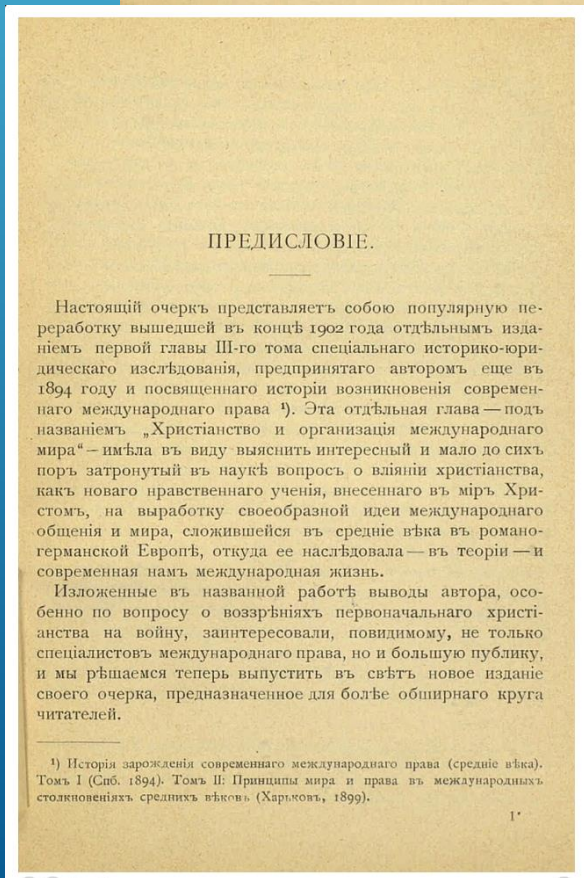 ПРЕДИСЛОВІЕ.
Настоящій очеркъ представляетъ собою популярную пе-
реработку вышедшей въ концѣ 1902 года отдѣльнымъ изда-
ніемъ первой главы III-го тома спеціальнаго историко-юри-
дическаго изслѣдованія, предпринятаго авторомъ еще въ
1894 году и посвященнаго исторіи возникновенія современ-
наго международнаго права ¹). Эта отдѣльная глава — подъ
названіемъ „Христіанство и организація международнаго
мира“ — имѣла въ виду выяснить интересный и мало до сихъ
поръ затронутый въ наукѣ вопросъ о вліяніи христіанства,
какъ новаго нравственнаго ученія, внесеннаго въ міръ Хри-
стомъ, на выработку своеобразной идеи международнаго
общенія и мира, сложившейся въ средніе вѣка въ романо-
германской Европѣ, откуда ее наслѣдовала — въ теоріи — и
современная намъ международная жизнь.
Изложенные въ названной работѣ выводы автора, осо-
бенно по вопросу о воззрѣніяхъ первоначальнаго христі-
анства на войну, заинтересовали, повидимому, не только
спеціалистовъ международнаго права, но и большую публику,
и мы рѣшаемся теперь выпустить въ свѣтъ новое изданіе
своего очерка, предназначенное для болѣе обширнаго круга
читателей.
¹) Исторія зарожденія современнаго международнаго права (средніе вѣка).
Томъ I (Спб. 1894). Томъ II: Принципы мира и права въ международныхъ
столкновеніяхъ среднихъ вѣковъ (Харьковъ, 1899).
1*